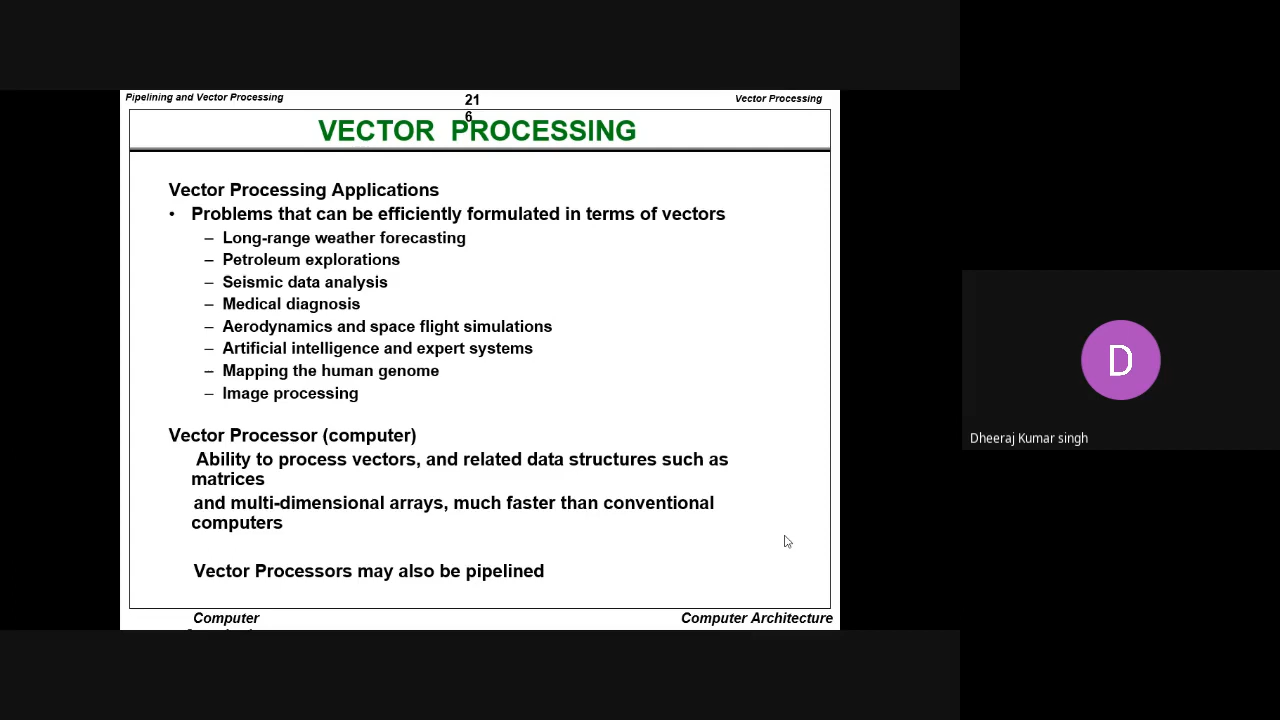 Pipelining and Vector Processing
21
6
Vector Processing
VECTOR PROCESSING
Vector Processing Applications
• Problems that can be efficiently formulated in terms of vectors
– Long-range weather forecasting
– Petroleum explorations
– Seismic data analysis
– Medical diagnosis
– Aerodynamics and space flight simulations
– Artificial intelligence and expert systems
– Mapping the human genome
– Image processing
Vector Processor (computer)
Ability to process vectors, and related data structures such as
matrices
and multi-dimensional arrays, much faster than conventional
computers
Vector Processors may also be pipelined
Computer
Computer Architecture
D
Dheeraj Kumar singh